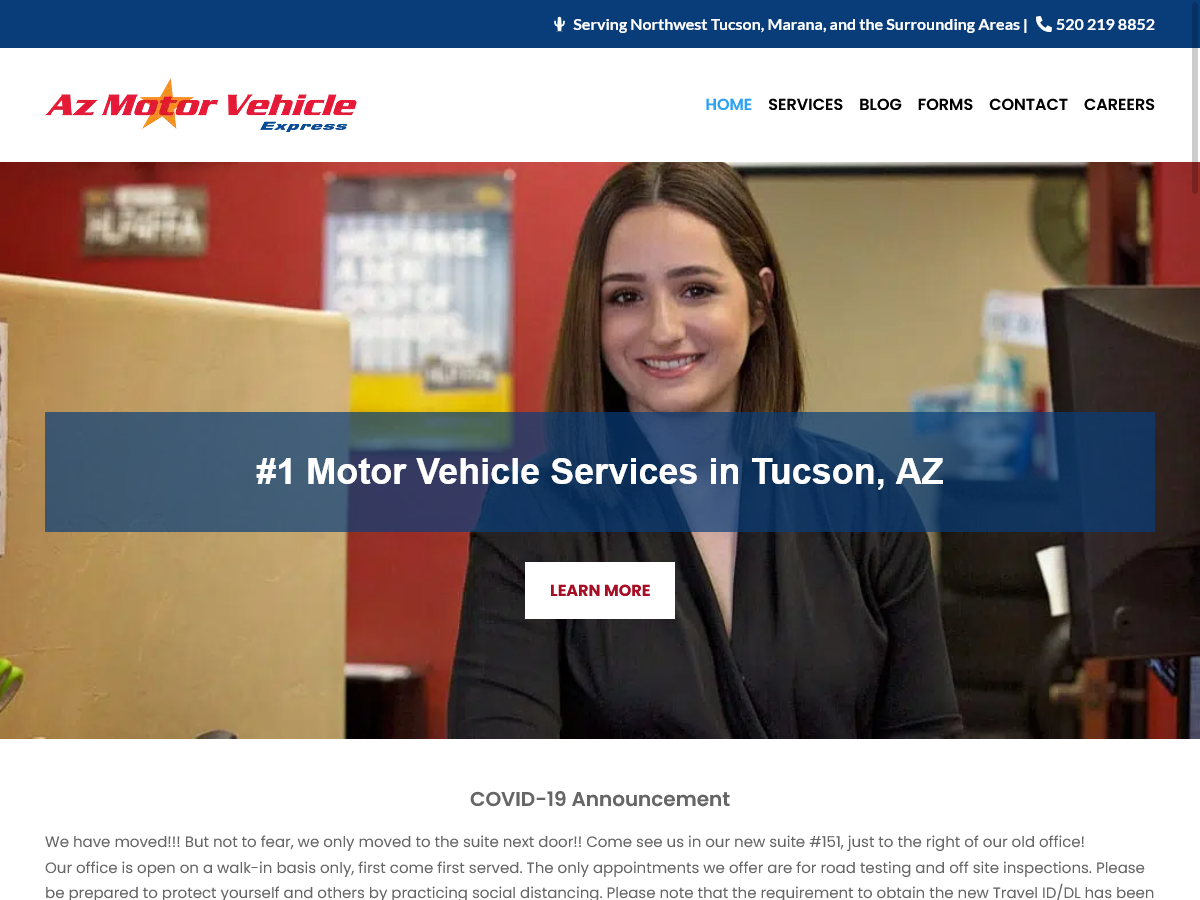 Serving Northwest Tucson, Marana, and the Surrounding Areas | 520 219 8852
Az Motor Vehicle
Express
HOME SERVICES BLOG FORMS CONTACT CAREERS
#1 Motor Vehicle Services in Tucson, AZ
LEARN MORE
COVID-19 Announcement
We have moved!!! But not to fear, we only moved to the suite next door!! Come see us in our new suite #151, just to the right of our old office!
Our office is open on a walk-in basis only, first come first served. The only appointments we offer are for road testing and off site inspections. Please
be prepared to protect yourself and others by practicing social distancing. Please note that the requirement to obtain the new Travel ID/DL has been